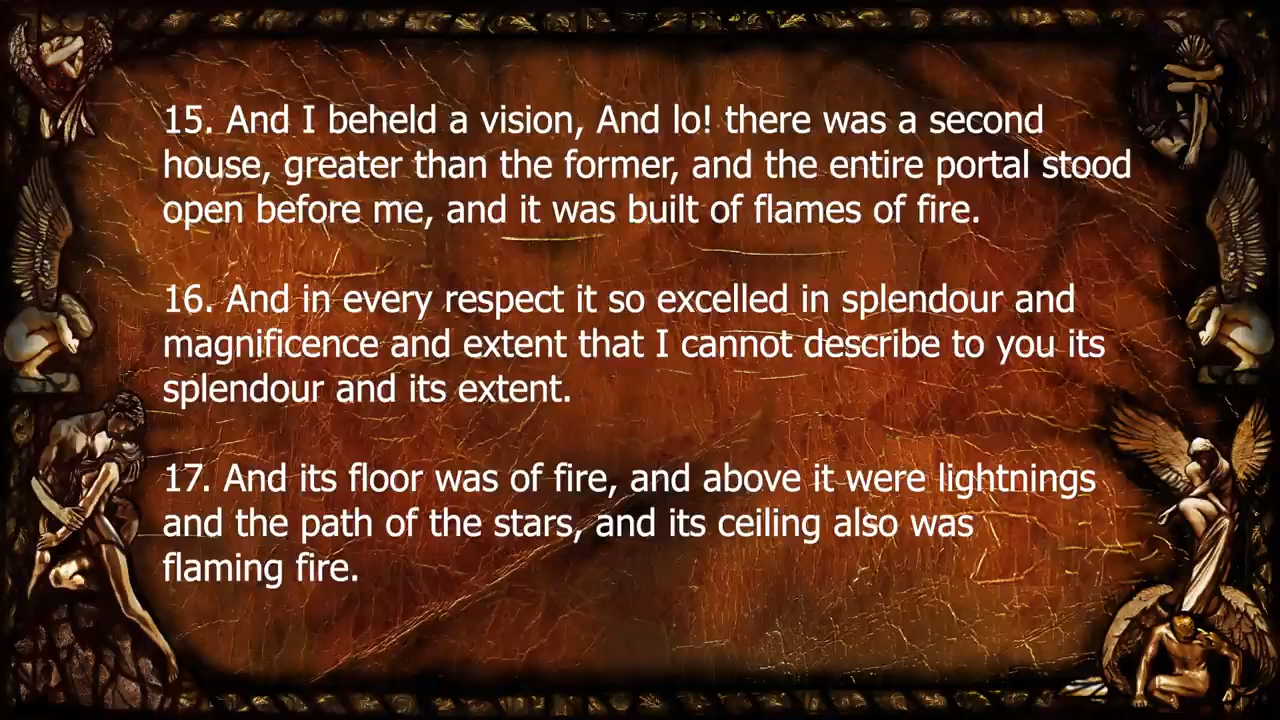 15. And I beheld a vision, And lo! there was a second
house, greater than the former, and the entire portal stood
open before me, and it was built of flames of fire.
16. And in every respect it so excelled in splendour and
magnificence and extent that I cannot describe to you its
splendour and its extent.
17. And its floor was of fire, and above it were lightnings
and the path of the stars, and its ceiling also was
flaming fire.